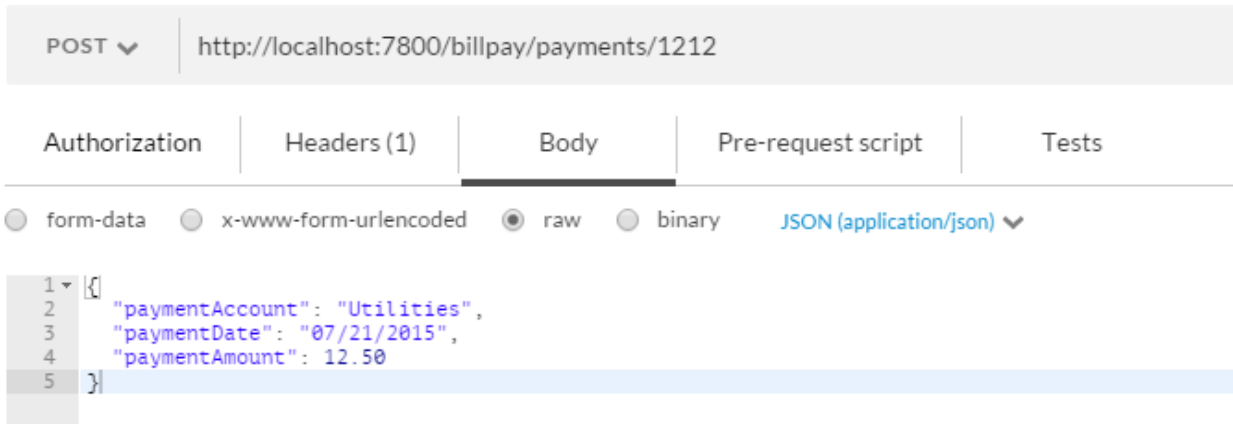 POST http://localhost:7800/billpay/payments/1212
Authorization Headers (1) Body Pre-request script Tests
form-data x-www-form-urlencoded raw binary JSON (application/json)
1 {
2 "paymentAccount": "Utilities",
3 "paymentDate": "07/21/2015",
4 "paymentAmount": 12.50
5 }